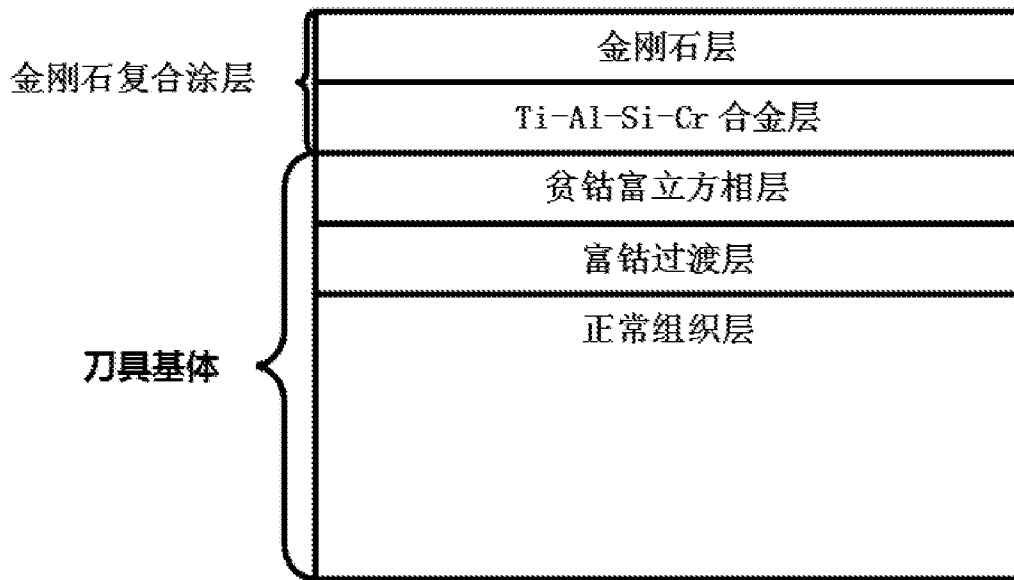 金刚石层
金刚石复合涂层
Ti-Al-Si-Cr 合金层
贫钴富立方相层
富钴过渡层
正常组织层
刀具基体